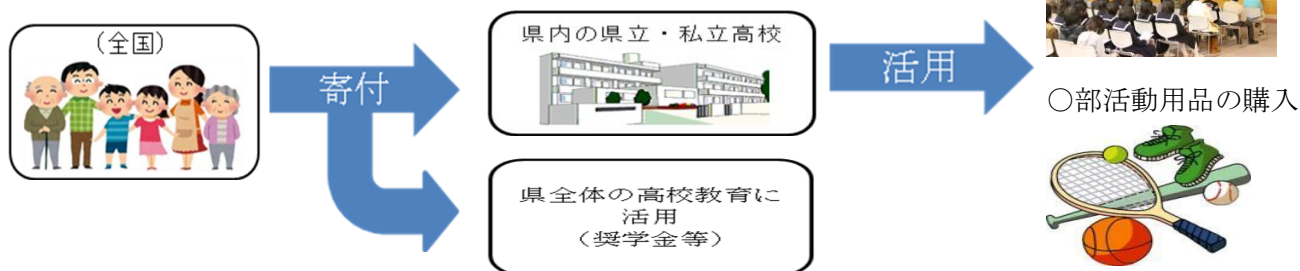 (全国)
寄付
県内の県立・私立高校
県全体の高校教育に
活用
(奨学金等)
活用
○部活動用品の購入